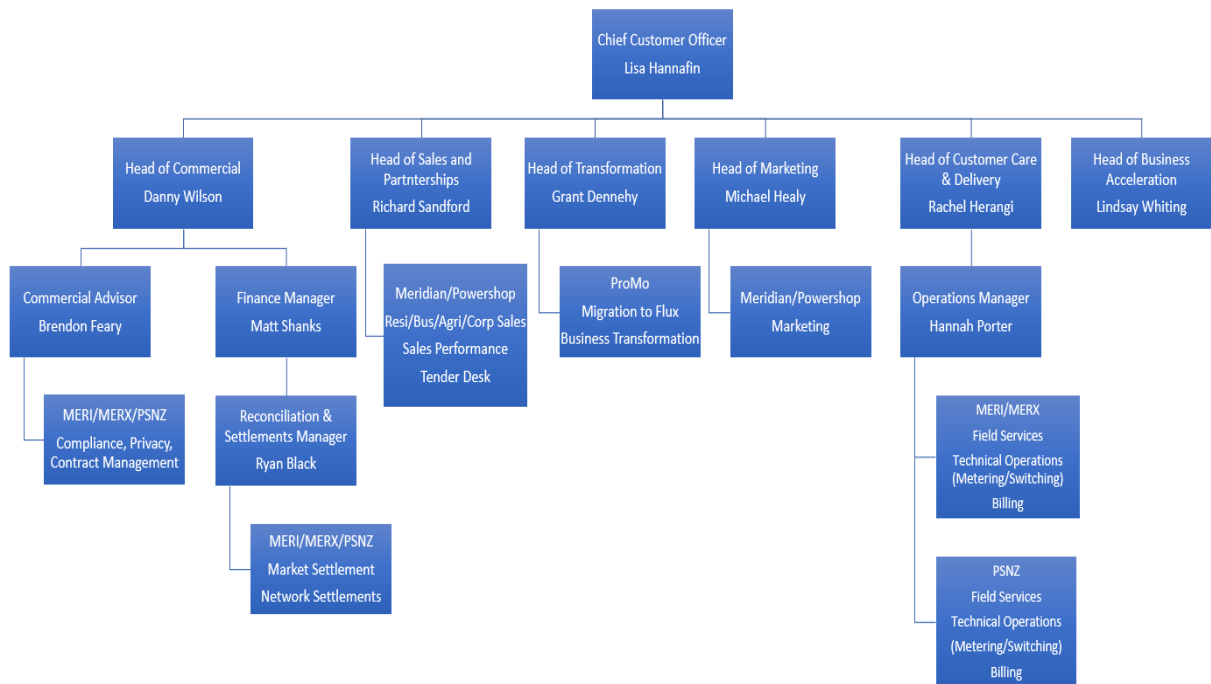 Chief Customer Officer
Lisa Hannafin
Head of Commercial
Danny Wilson
Head of Sales and
Partnterships
Richard Sandford
Head of Transformation
Grant Dennehy
Head of Marketing
Michael Healy
Head of Customer Care
& Delivery
Rachel Herangi
Head of Business
Acceleration
Lindsay Whiting
Commercial Advisor
Brendon Feary
Finance Manager
Matt Shanks
Meridian/Powershop
Resi/Bus/Agri/Corp Sales
Sales Performance
Tender Desk
ProMo
Migration to Flux
Business Transformation
Meridian/Powershop
Marketing
Operations Manager
Hannah Porter
MERI/MERX/PSNZ
Compliance, Privacy,
Contract Management
Reconciliation &
Settlements Manager
Ryan Black
MERI/MERX
Field Services
Technical Operations
(Metering/Switching)
Billing
MERI/MERX/PSNZ
Market Settlement
Network Settlements
PSNZ
Field Services
Technical Operations
(Metering/Switching)
Billing